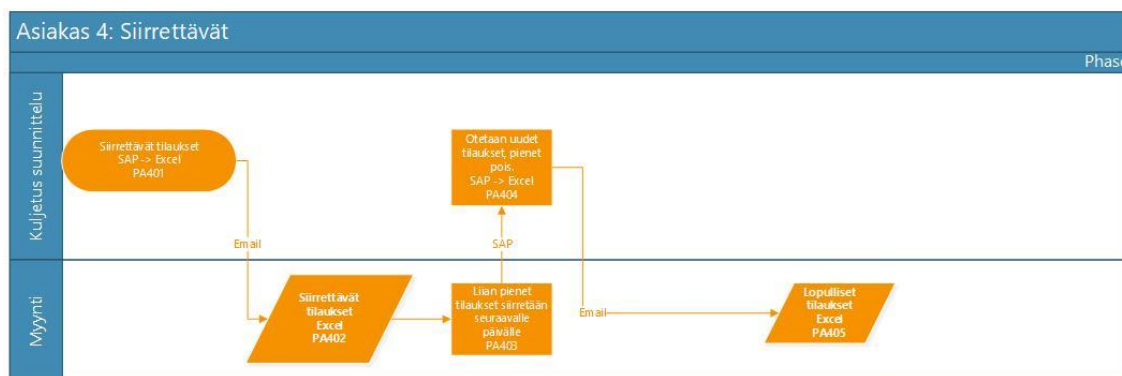 Asiakas 4: Siirrettävät
Phase
Kuljetus suunnittelu
Siirrettävät tilaukset
SAP -> Excel
PA401
Otetaan uudet
tilaukset, pienet
pois.
SAP -> Excel
PA404
Email
SAP
Myynti
Siirrettävät
tilaukset
Excel
PA402
Liian pienet
tilaukset siirretään
seuraavalle
päivälle
PA403
Email
Lopulliset
tilaukset
Excel
PA405